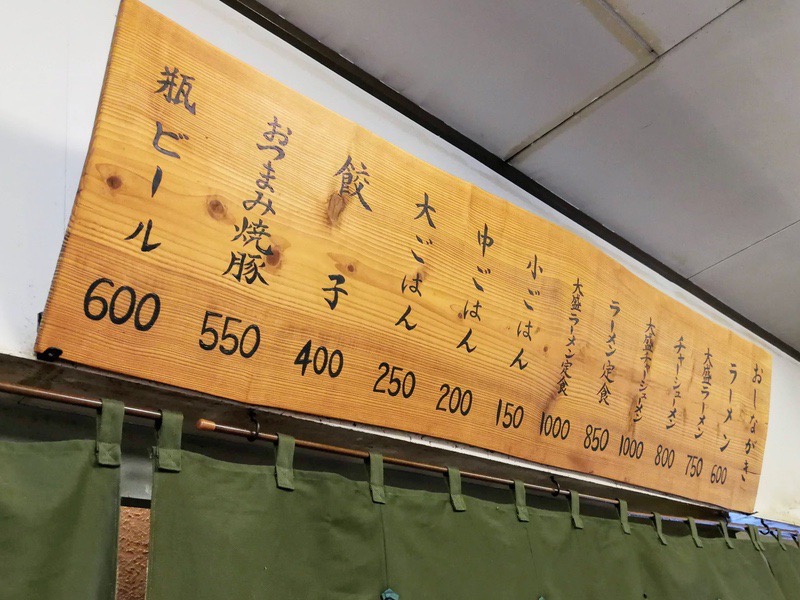 おしながき
ラーメン 600
大盛ラーメン 750
チャーシューメン 800
大盛チャーシューメン 1000
ラーメン定食 850
大盛ラーメン定食 1000
小ごはん 150
中ごはん 200
大ごはん 250
餃子 400
おつまみ焼豚 550
瓶ビール 600